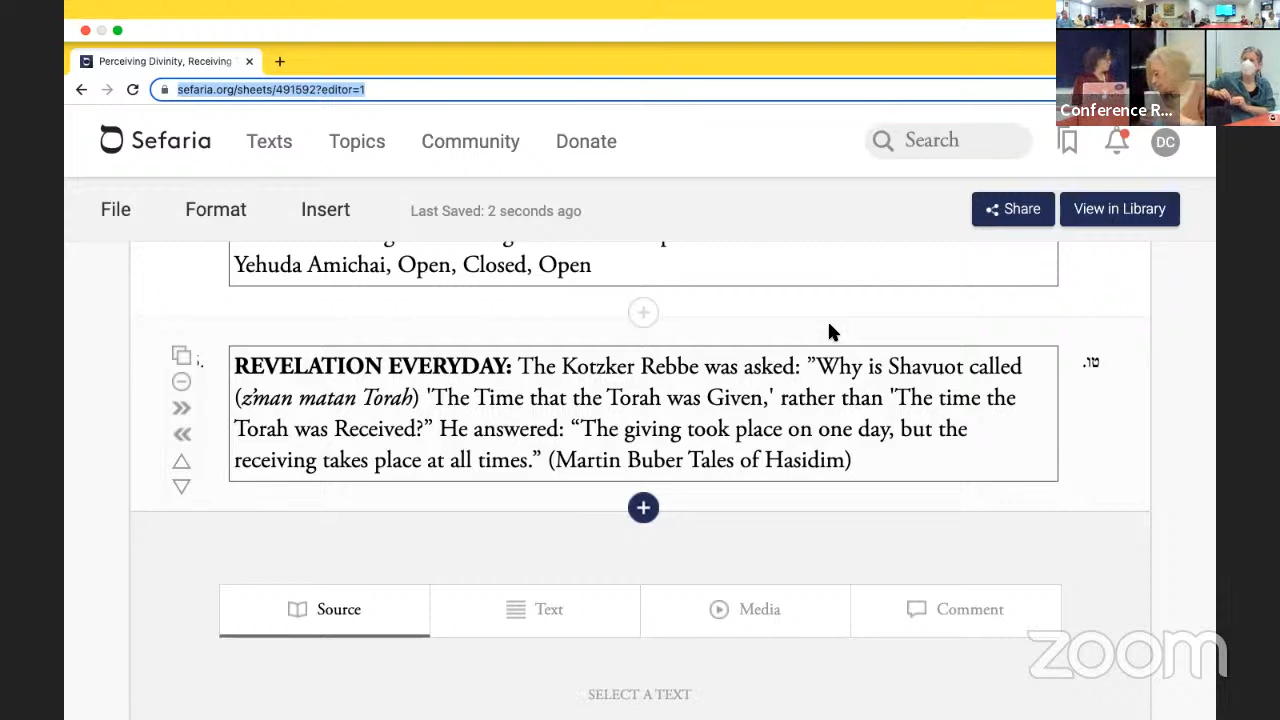 Perceiving Divinity, Receiving
sefaria.org/sheets/491592?editor=1
Conference R...
Sefaria Texts Topics Community Donate Search DC
File Format Insert Last Saved: 2 seconds ago Share View in Library
Yehuda Amichai, Open, Closed, Open
REVELATION EVERYDAY: The Kotzker Rebbe was asked: ”Why is Shavuot called
(z’man matan Torah) 'The Time that the Torah was Given,' rather than 'The time the
Torah was Received?” He answered: “The giving took place on one day, but the
receiving takes place at all times.” (Martin Buber Tales of Hasidim)
טו.
Source Text Media Comment
zoom
SELECT A TEXT